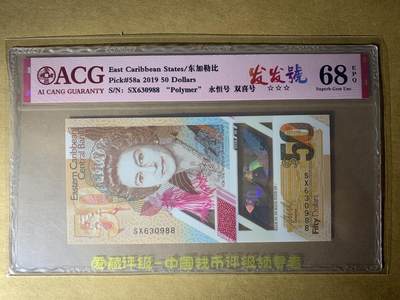 ACG
AI CANG GUARANTY
East Caribbean States/东加勒比
Pick#58a 2019 50 Dollars
S/N: SX630988 “Polymer” 永恒号 双喜号
发发號
☆☆☆
68
EPQ
Superb Gem Unc
Eastern Caribbean
Central Bank
SX630988
50
SX630988
Fifty Dollars
爱藏评级-中国钱币评级领导者